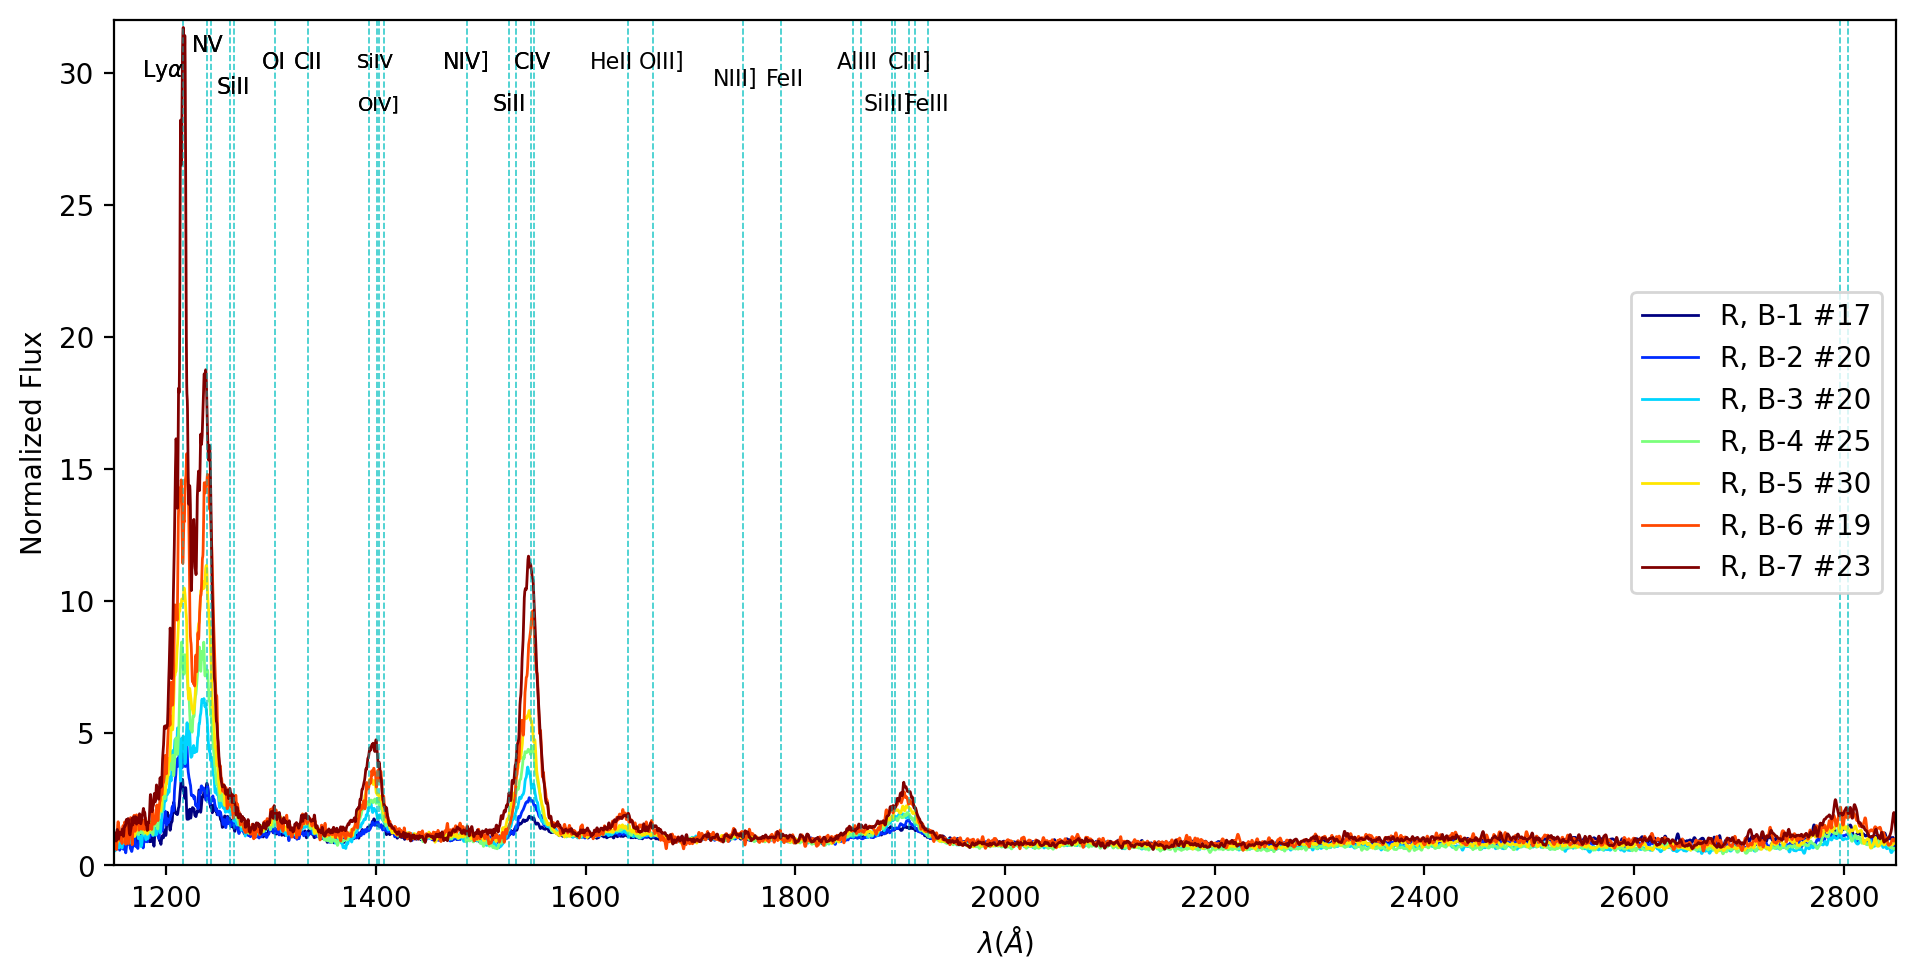 NV
Lyα
SiII
OI CII
SiIV
OIV]
NIV]
CIV
SiII
HeII OIII]
NIII] FeII
AlIII
CIII]
SiIII]
FeIII
30
25
20
15
10
5
0
Normalized Flux
R, B-1 #17
R, B-2 #20
R, B-3 #20
R, B-4 #25
R, B-5 #30
R, B-6 #19
R, B-7 #23
1200 1400 1600 1800 2000 2200 2400 2600 2800
λ(Å)